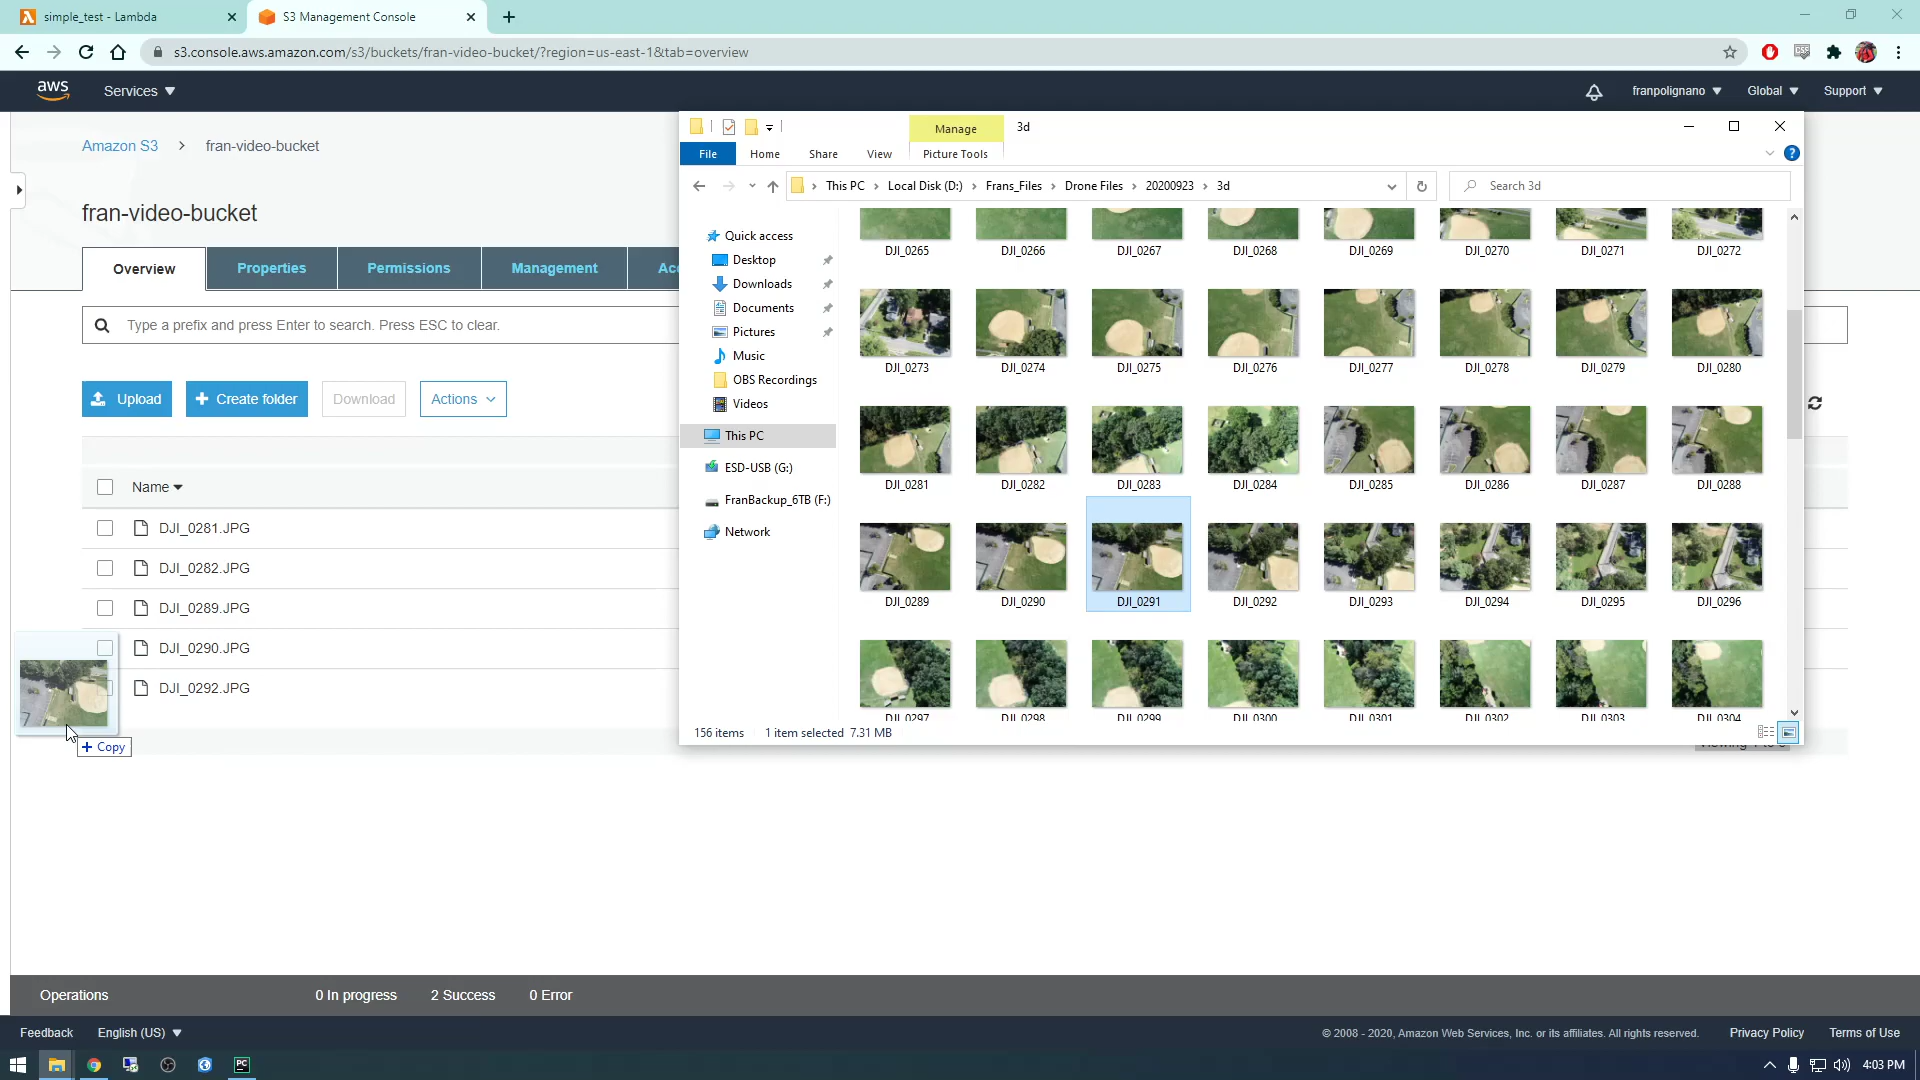 simple_test - Lambda
S3 Management Console
s3.console.aws.amazon.com/s3/buckets/fran-video-bucket/?region=us-east-1&tab=overview
aws
Services
franpolignano
Global
Support
Amazon S3 > fran-video-bucket
fran-video-bucket
Overview
Properties
Permissions
Management
Type a prefix and press Enter to search. Press ESC to clear.
Upload
+ Create folder
Download
Actions
Name
DJI_0281.JPG
DJI_0282.JPG
DJI_0289.JPG
DJI_0290.JPG
DJI_0292.JPG
+ Copy
Manage
3d
File
Home
Share
View
Picture Tools
This PC > Local Disk (D:) > Frans_Files > Drone Files > 20200923 > 3d
Search 3d
Quick access
Desktop
Downloads
Documents
Pictures
Music
OBS Recordings
Videos
This PC
ESD-USB (G:)
FranBackup_6TB (F:)
Network
DJI_0265 DJI_0266 DJI_0267 DJI_0268 DJI_0269 DJI_0270 DJI_0271 DJI_0272
DJI_0273 DJI_0274 DJI_0275 DJI_0276 DJI_0277 DJI_0278 DJI_0279 DJI_0280
DJI_0281 DJI_0282 DJI_0283 DJI_0284 DJI_0285 DJI_0286 DJI_0287 DJI_0288
DJI_0289 DJI_0290 DJI_0291 DJI_0292 DJI_0293 DJI_0294 DJI_0295 DJI_0296
DJI_0297 DJI_0298 DJI_0299 DJI_0300 DJI_0301 DJI_0302 DJI_0303 DJI_0304
156 items
1 item selected 7.31 MB
Operations
0 In progress
2 Success
0 Error
Feedback
English (US)
© 2008 - 2020, Amazon Web Services, Inc. or its affiliates. All rights reserved.
Privacy Policy
Terms of Use
PC
4:03 PM